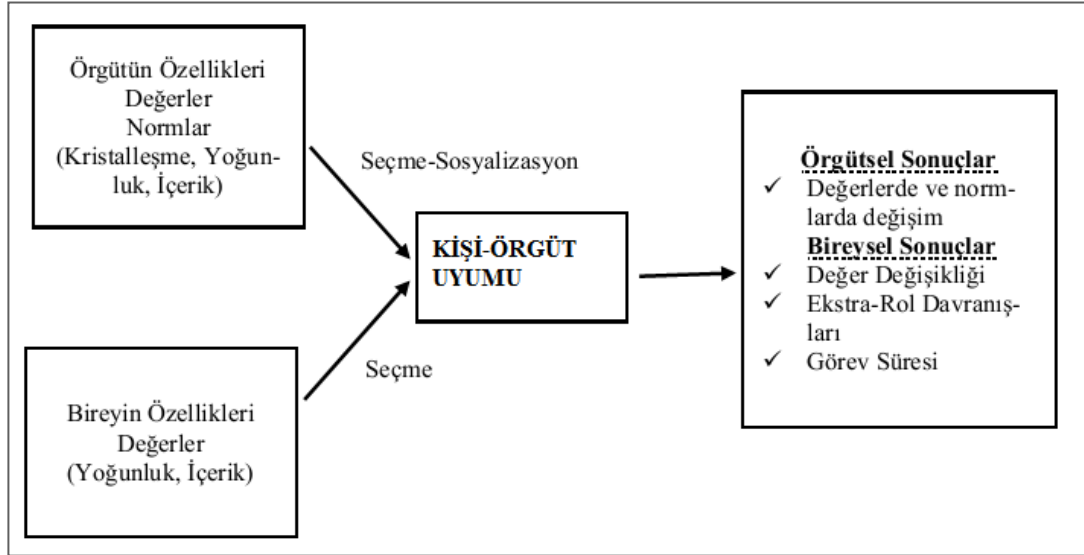 Örgütün Özellikleri
Değerler
Normlar
(Kristalleşme, Yoğun-
luk, İçerik)
Seçme-Sosyalizasyon
KİŞİ-ÖRGÜT
UYUMU
Seçme
Bireyin Özellikleri
Değerler
(Yoğunluk, İçerik)
Örgütsel Sonuçlar
✓ Değerlerde ve norm-
larda değişim
Bireysel Sonuçlar
✓ Değer Değişikliği
✓ Ekstra-Rol Davranış-
ları
✓ Görev Süresi